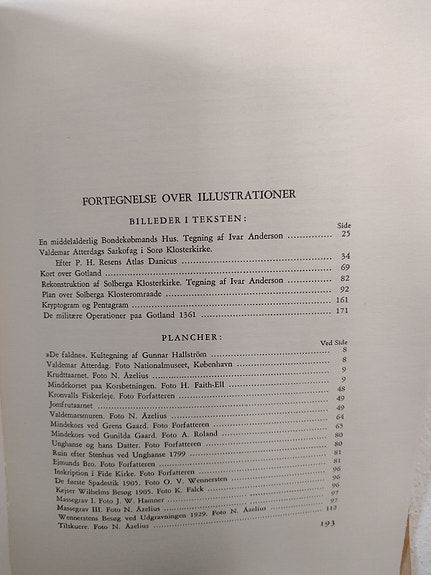 FORTEGNELSE OVER ILLUSTRATIONER
BILLEDER I TEKSTEN:
Side
En middelalderlig Bondekøbmands Hus. Tegning af Ivar Anderson 25
Valdemar Atterdags Sarkofag i Sorø Klosterkirke.
Efter P. H. Resens Atlas Danicus 34
Kort over Gotland 69
Rekonstruktion af Solberga Klosterkirke. Tegning af Ivar Anderson 82
Plan over Solberga Klosteromraade 92
Kryptogram og Pentagram 161
De militære Operationer paa Gotland 1361 171
PLANCHER:
Ved Side
»De faldne«. Kultegning af Gunnar Hallström 8
Valdemar Atterdag. Foto Nationalmuseet, København 8
Krudttaarnet. Foto N. Åzelius 9
Mindekorset paa Korsbetningen. Foto H. Faith-Ell 9
Kronvalls Fiskerleje. Foto Forfatteren 48
Jomfrutaarnet 49
Valdemarsmuren. Foto N. Åzelius 49
Mindekors ved Grens Gaard. Foto Forfatteren 64
Mindekors ved Gunilda Gaard. Foto A. Roland 65
Unghanse og hans Datter. Foto Forfatteren 80
Ruin efter Stenhus ved Unghanse 1799 80
Ejmunds Bro. Foto Forfatteren 81
Inskription i Fide Kirke. Foto Forfatteren 81
De første Spadestik 1905. Foto O. V. Wennersten 96
Kejser Wilhelms Besøg 1905. Foto K. Falck 96
Massegrav I. Foto J. W. Hamner 96
Massegrav III. Foto N. Åzelius 97
Wennerstens Besøg ved Udgravningen 1929. Foto N. Åzelius 97
Tilskuere. Foto N. Åzelius 112
193